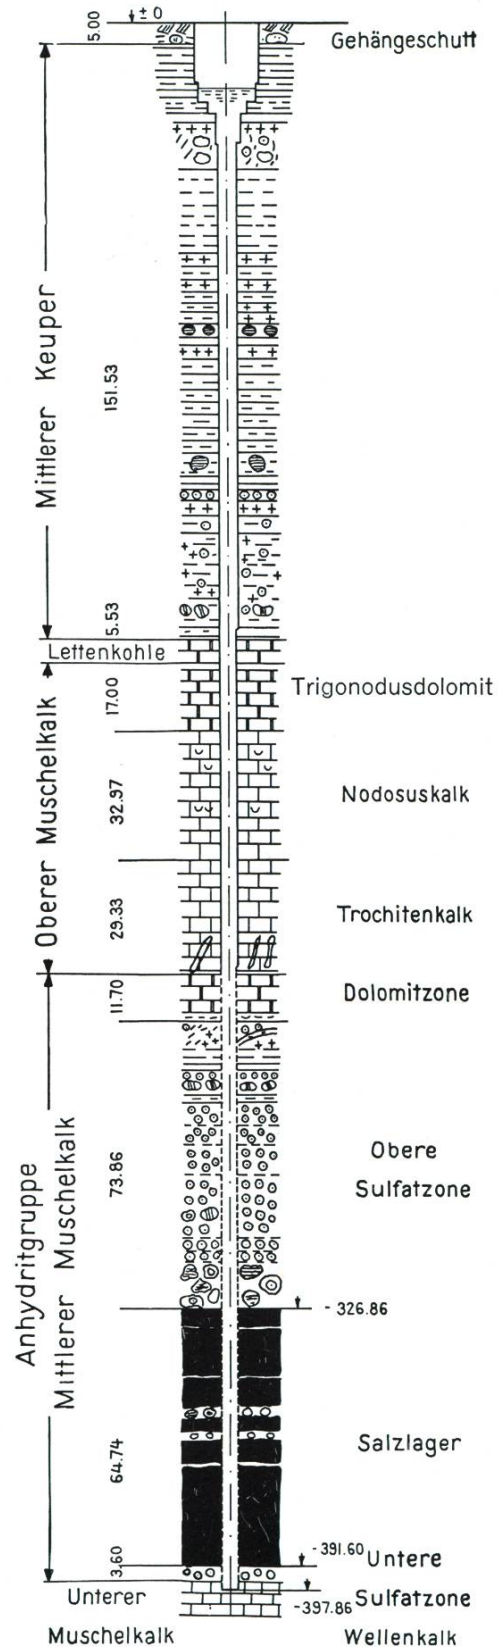 ± 0
5.00
Gehängeschutt
Mittlerer Keuper
151.53
5.53
Lettenkohle
Oberer Muschelkalk
17.00
Trigonodusdolomit
32.97
Nodosuskalk
29.33
Trochitenkalk
11.70
Dolomitzone
Anhydritgruppe
Mittlerer Muschelkalk
73.86
Obere
Sulfatzone
- 326.86
64.74
Salzlager
3.60
-391.60
Untere
Sulfatzone
-397.86
Unterer
Muschelkalk
Wellenkalk